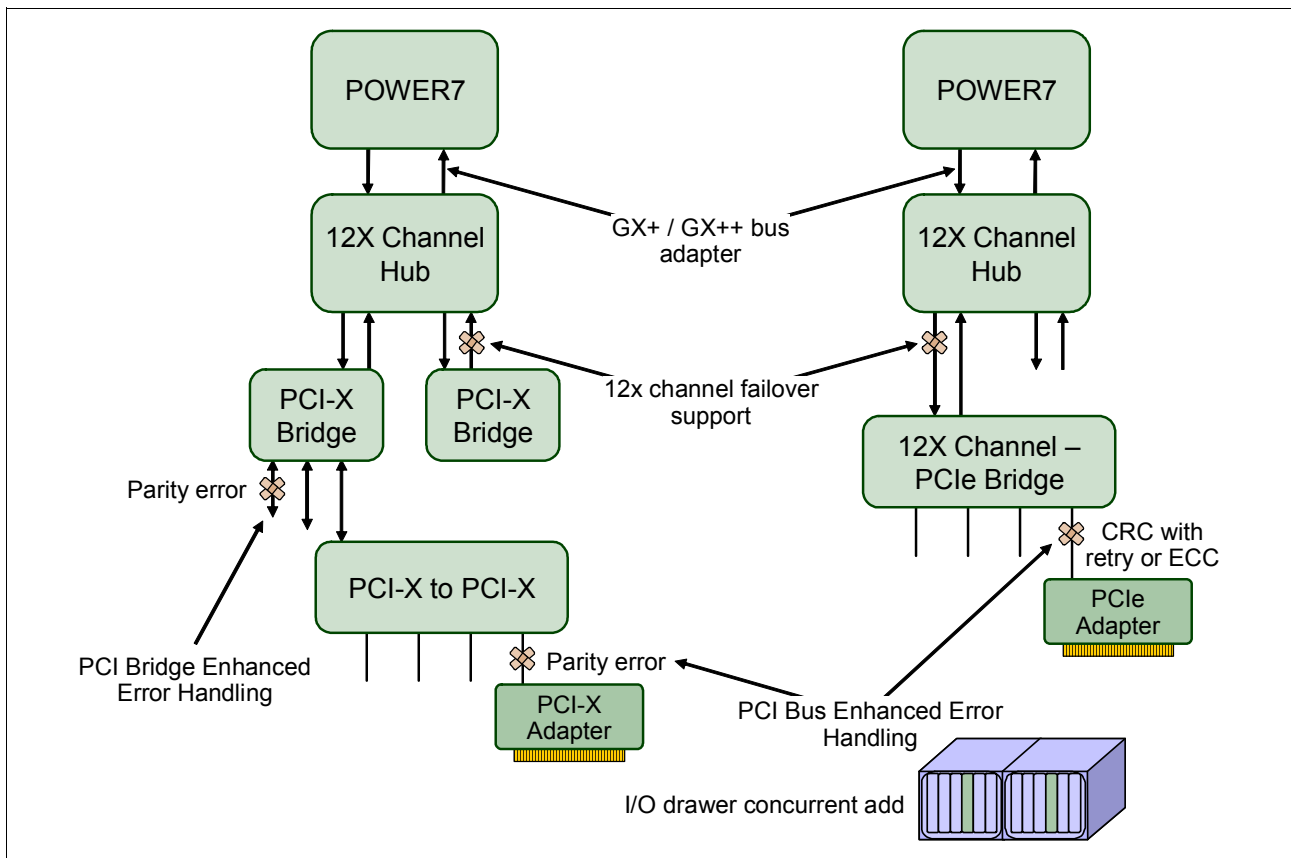 POWER7
POWER7
12X Channel
Hub
GX+ / GX++ bus
adapter
12X Channel
Hub
PCI-X
Bridge
PCI-X
Bridge
12x channel failover
support
12X Channel –
PCIe Bridge
Parity error
CRC with
retry or ECC
PCI-X to PCI-X
PCIe
Adapter
PCI Bridge Enhanced
Error Handling
Parity error
PCI-X
Adapter
PCI Bus Enhanced Error
Handling
I/O drawer concurrent add